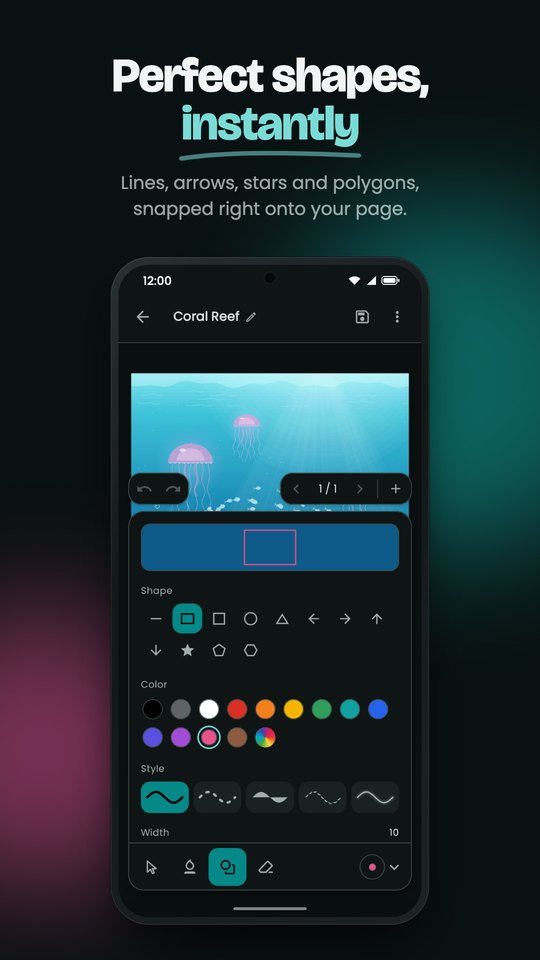 Perfect shapes,
instantly
Lines, arrows, stars and polygons,
snapped right onto your page.
12:00
Coral Reef
1 / 1
Shape
Color
Style
Width 10